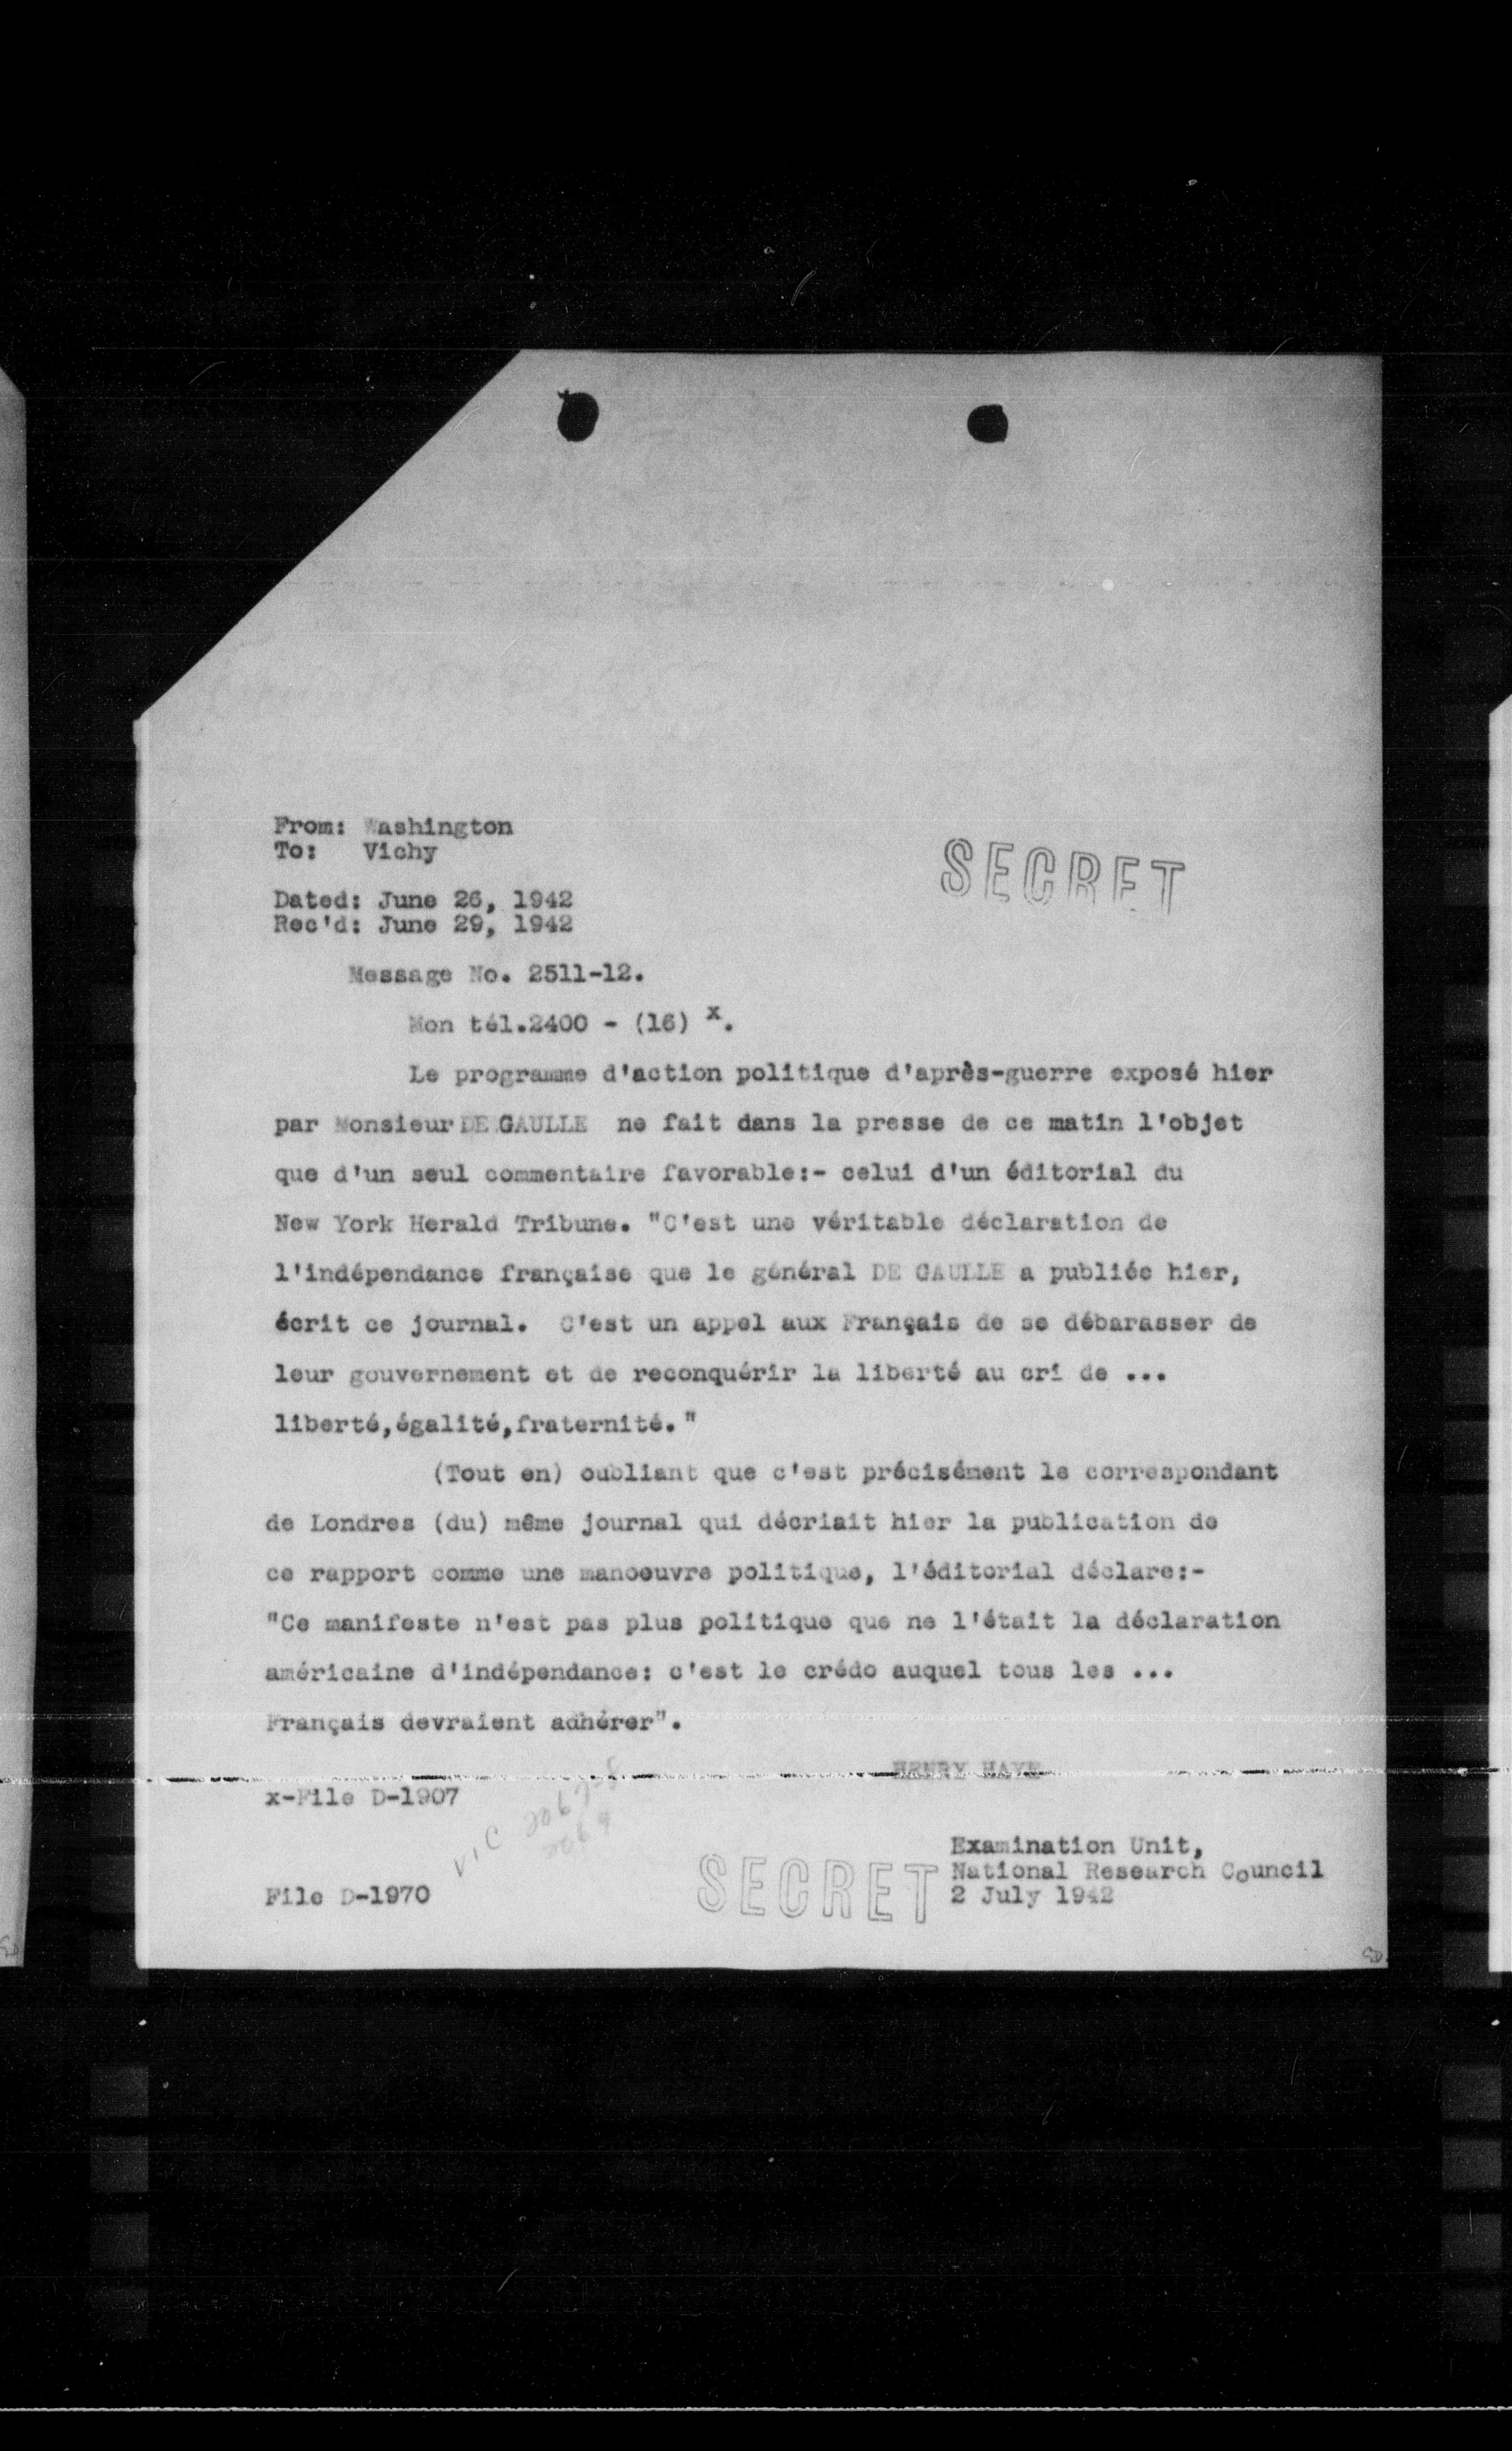 From: Washington
To: Vichy
SECRET
Dated: June 26, 1942
Rec'd: June 29, 1942
Message No. 2511-12.
Mon tél.2400 - (16) x.
Le programme d'action politique d'après-guerre exposé hier
par Monsieur DE GAULLE ne fait dans la presse de ce matin l'objet
que d'un seul commentaire favorable:- celui d'un éditorial du
New York Herald Tribune. "C'est une véritable déclaration de
l'indépendance française que le général DE GAULLE a publiée hier,
écrit ce journal. C'est un appel aux Français de se débarasser de
leur gouvernement et de reconquérir la liberté au cri de ...
liberté,égalité,fraternité."
(Tout en) oubliant que c'est précisément le correspondant
de Londres (du) même journal qui décriait hier la publication de
ce rapport comme une manoeuvre politique, l'éditorial déclare:-
"Ce manifeste n'est pas plus politique que ne l'était la déclaration
américaine d'indépendance: c'est le crédo auquel tous les ...
Français devraient adhérer".
HENRY HAYE
x-File D-1907
Examination Unit,
National Research Council
2 July 1942
File D-1970
SECRET